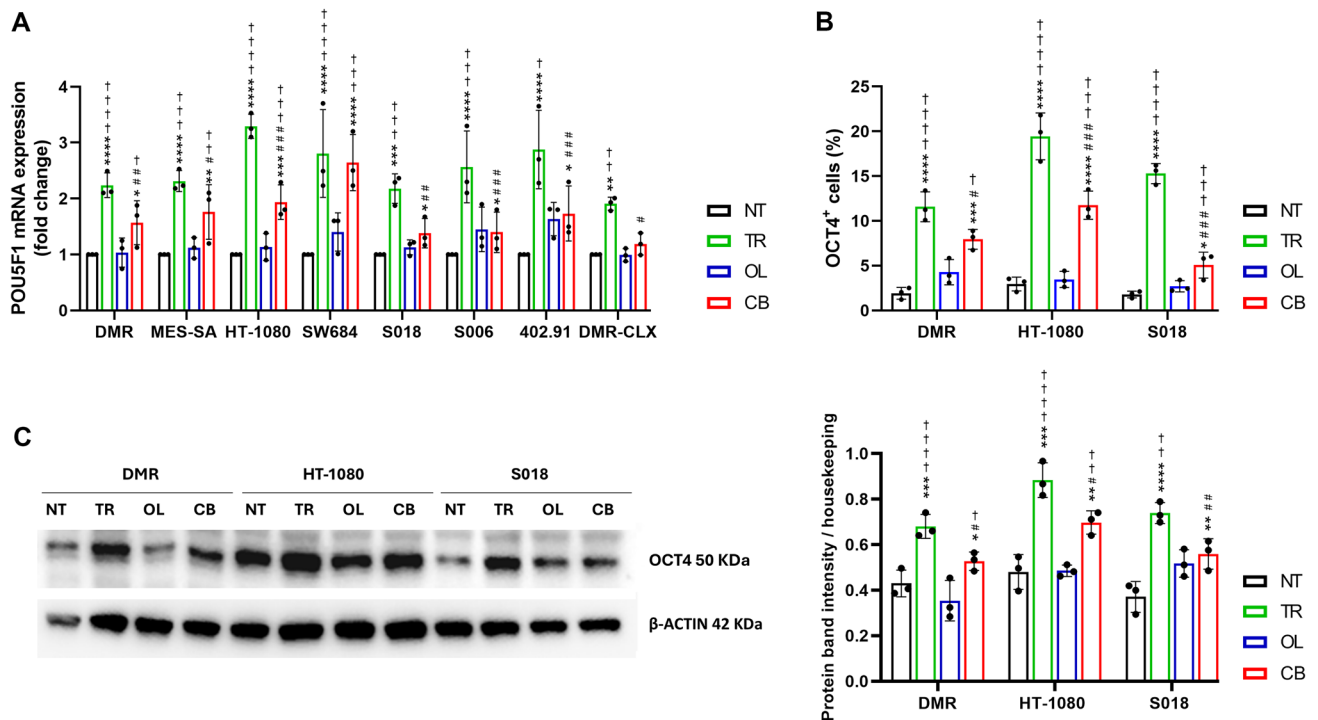 A
POU5F1 mRNA expression
(fold change)
4
3
2
1
0
DMR MES-SA HT-1080 SW684 S018 S006 402.91 DMR-CLX
NT
TR
OL
CB
B
OCT4+ cells (%)
25
20
15
10
5
0
DMR HT-1080 S018
NT
TR
OL
CB
C
DMR HT-1080 S018
NT TR OL CB NT TR OL CB NT TR OL CB
OCT4 50 KDa
β-ACTIN 42 KDa
Protein band intensity / housekeeping
1.0
0.8
0.6
0.4
0.2
0.0
DMR HT-1080 S018
NT
TR
OL
CB